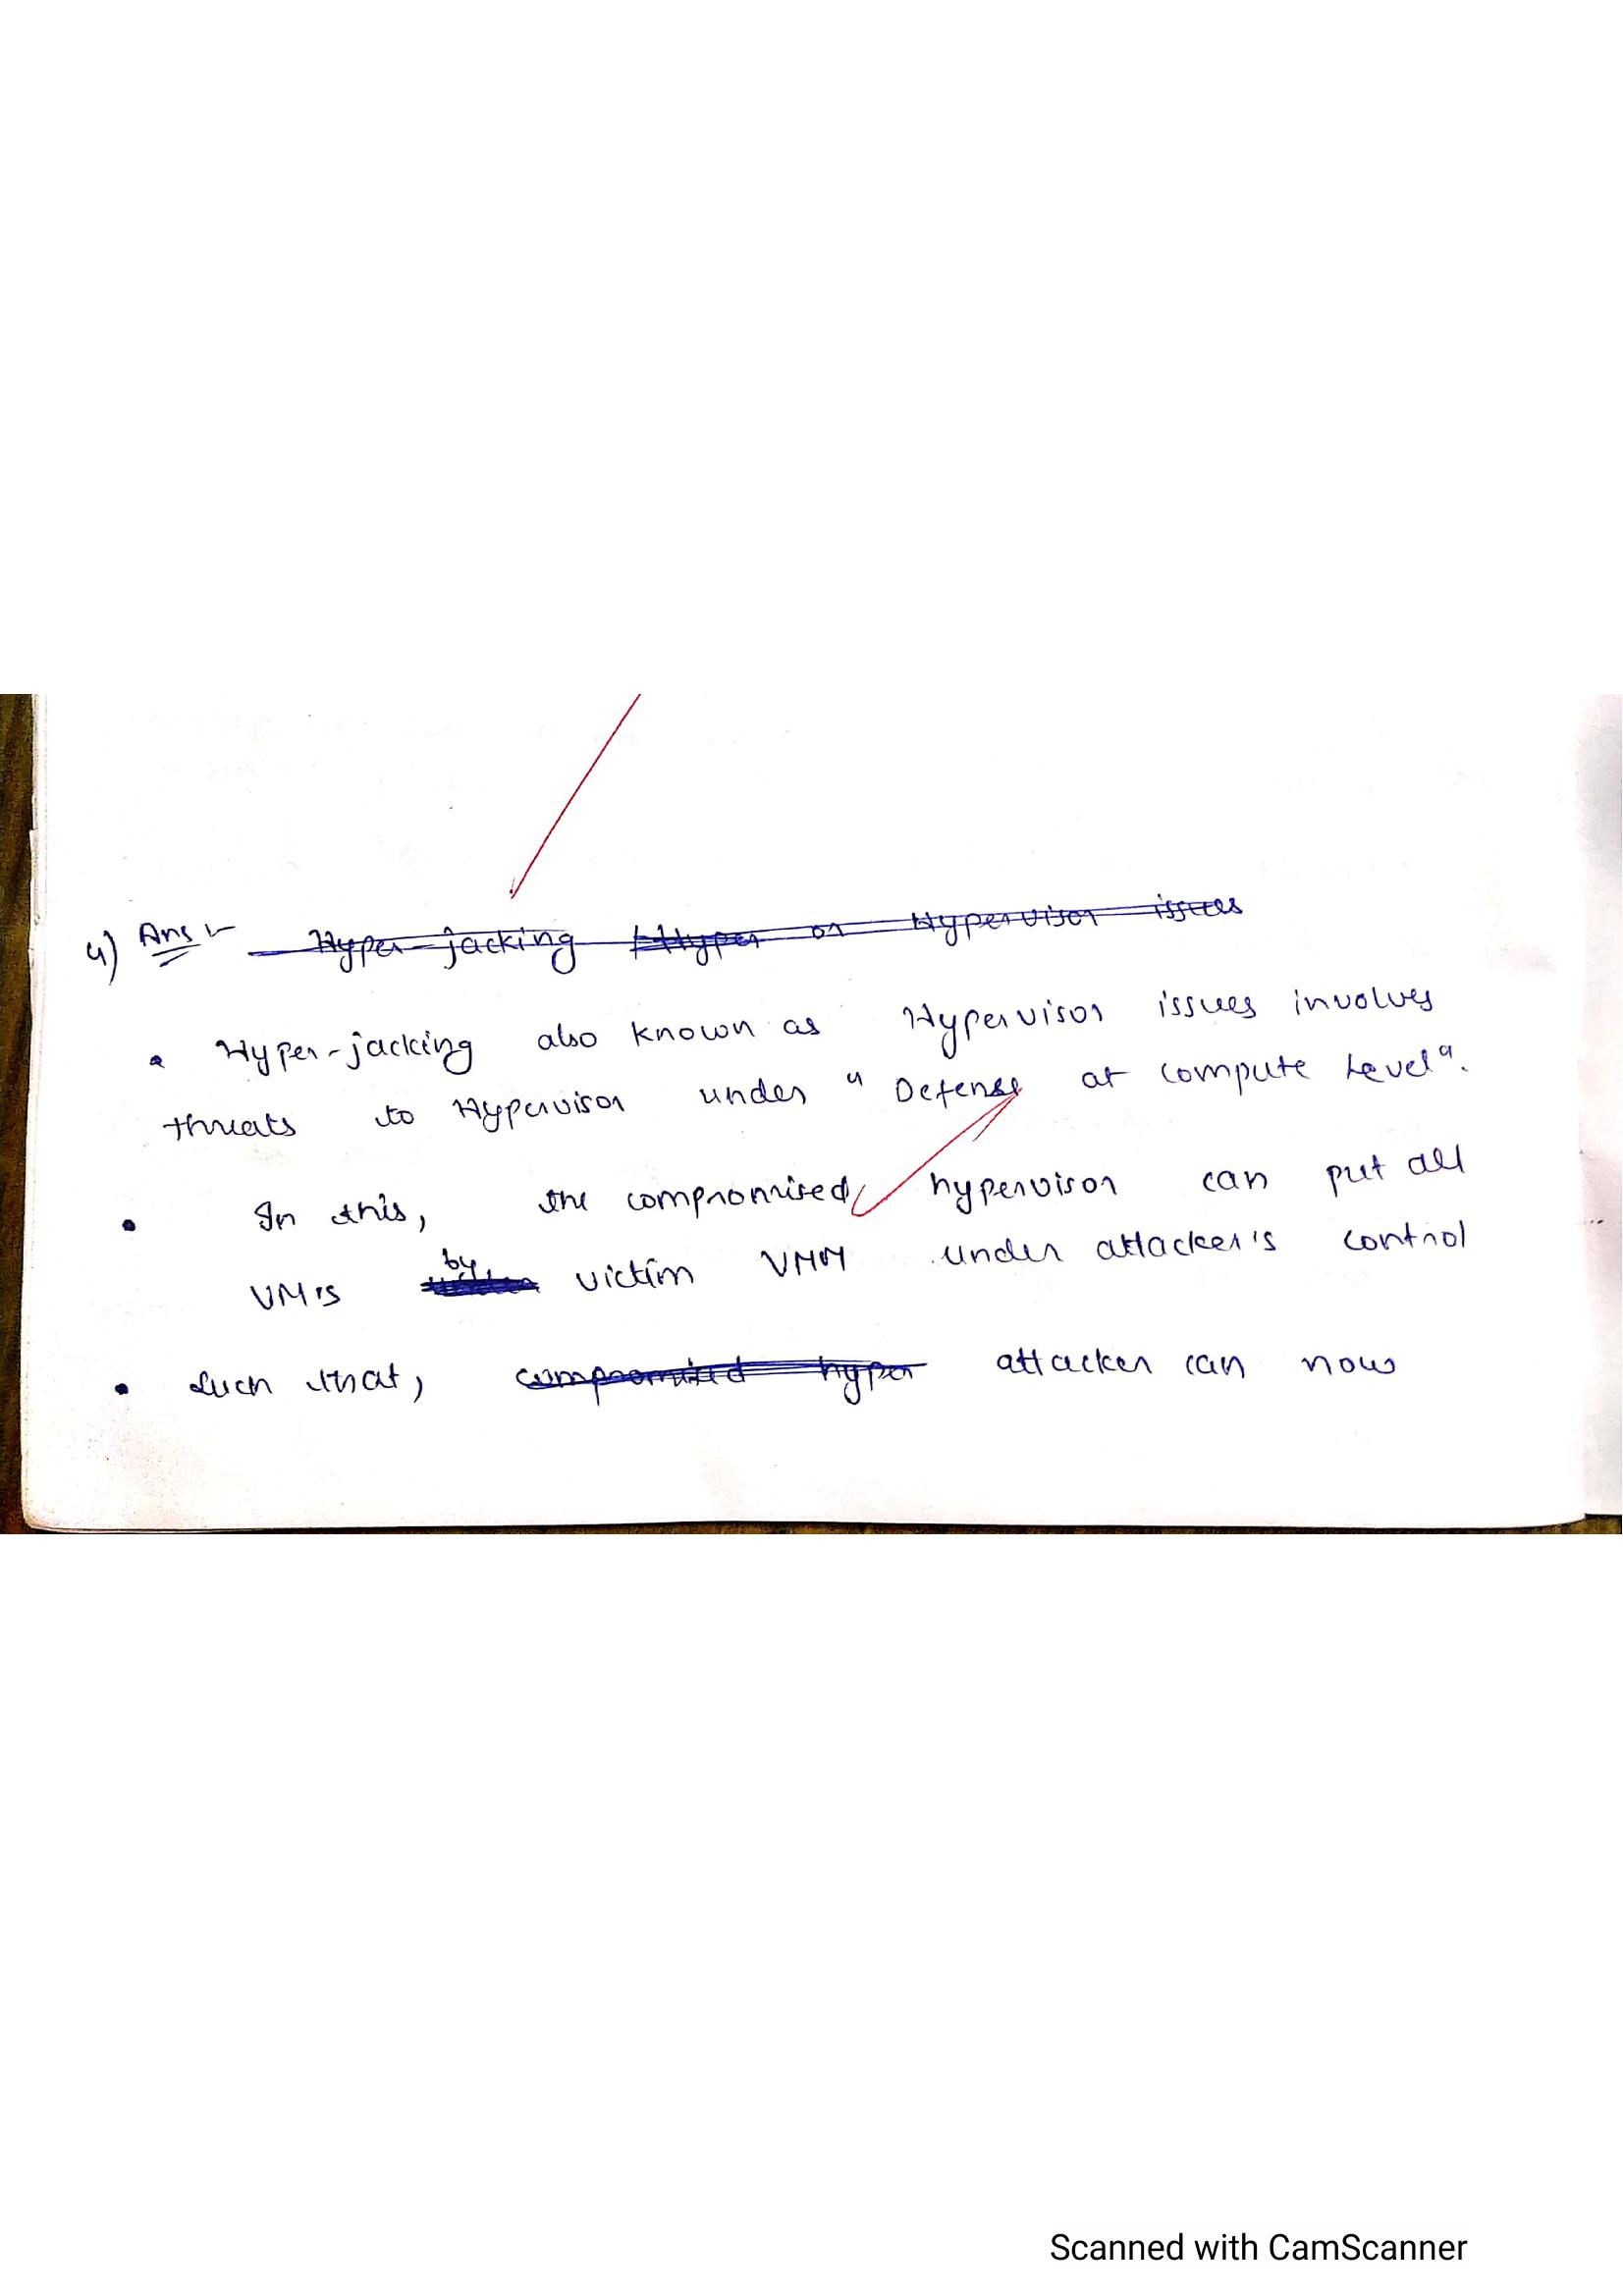 4) Ans :- Hyper-jacking Hyper or Hypervisor issues
• Hyper-jacking also known as Hypervisor issues involves
threats to Hypervisor under "Defense at compute Level".
• In this, the compromised hypervisor can put all
VM's by victim VMM under attacker's control
• Such that, compromised hyper attacker can now
Scanned with CamScanner